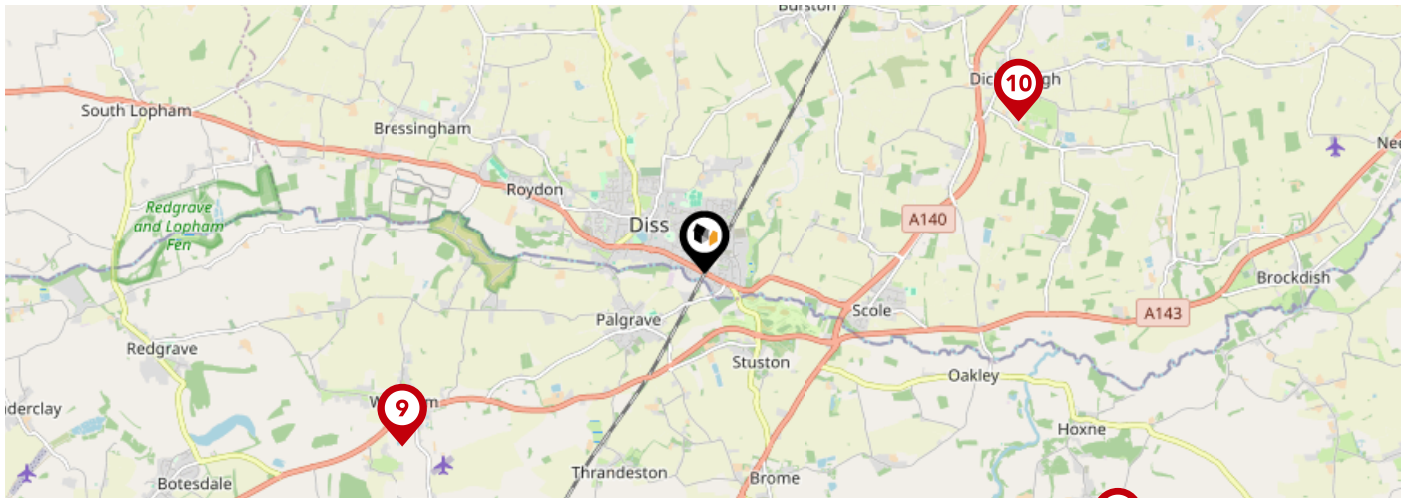 Burston
10
South Lopham
Bressingham
Roydon
Redgrave
and Lopham
Fen
Diss
A140
Brockdish
A143
Scole
Palgrave
Redgrave
Stuston
Oakley
9
Hoxne
Thrandeston
Brome
Botesdale